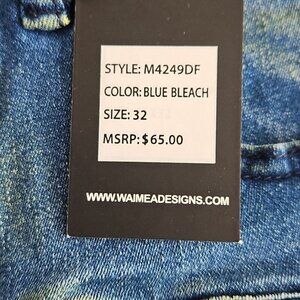 STYLE: M4249DF
COLOR: BLUE BLEACH
SIZE: 32
MSRP: $65.00
WWW.WAIMEADESIGNS.COM